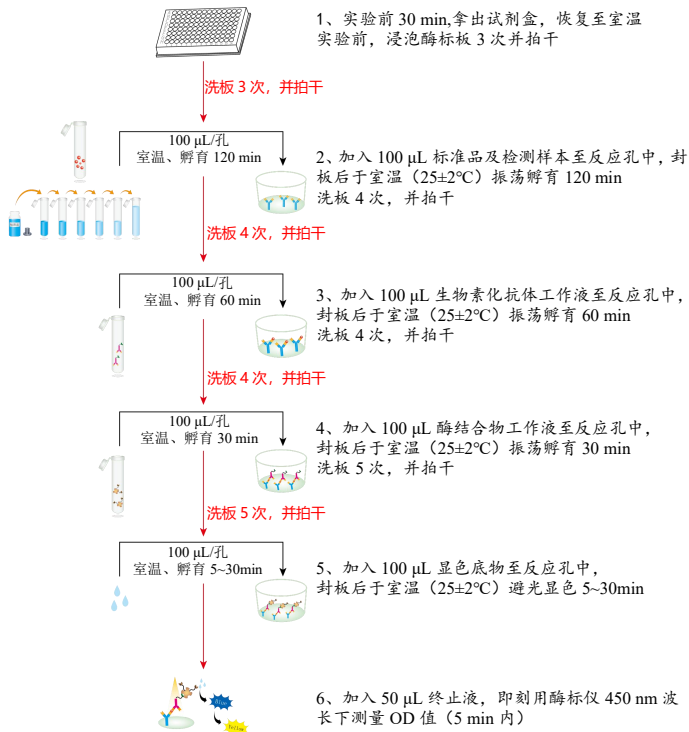 1、实验前 30 min,拿出试剂盒，恢复至室温
实验前，浸泡酶标板 3 次并拍干
洗板 3 次，并拍干
100 μL/孔
室温、孵育 120 min
2、加入 100 μL 标准品及检测样本至反应孔中，封
板后于室温（25±2℃）振荡孵育 120 min
洗板 4 次，并拍干
洗板 4 次，并拍干
100 μL/孔
室温、孵育 60 min
3、加入 100 μL 生物素化抗体工作液至反应孔中，
封板后于室温（25±2℃）振荡孵育 60 min
洗板 4 次，并拍干
洗板 4 次，并拍干
100 μL/孔
室温、孵育 30 min
4、加入 100 μL 酶结合物工作液至反应孔中，
封板后于室温（25±2℃）振荡孵育 30 min
洗板 5 次，并拍干
洗板 5 次，并拍干
100 μL/孔
室温、孵育 5~30min
5、加入 100 μL 显色底物至反应孔中，
封板后于室温（25±2℃）避光显色 5~30min
Blue
Yellow
6、加入 50 μL 终止液，即刻用酶标仪 450 nm 波
长下测量 OD 值（5 min 内）